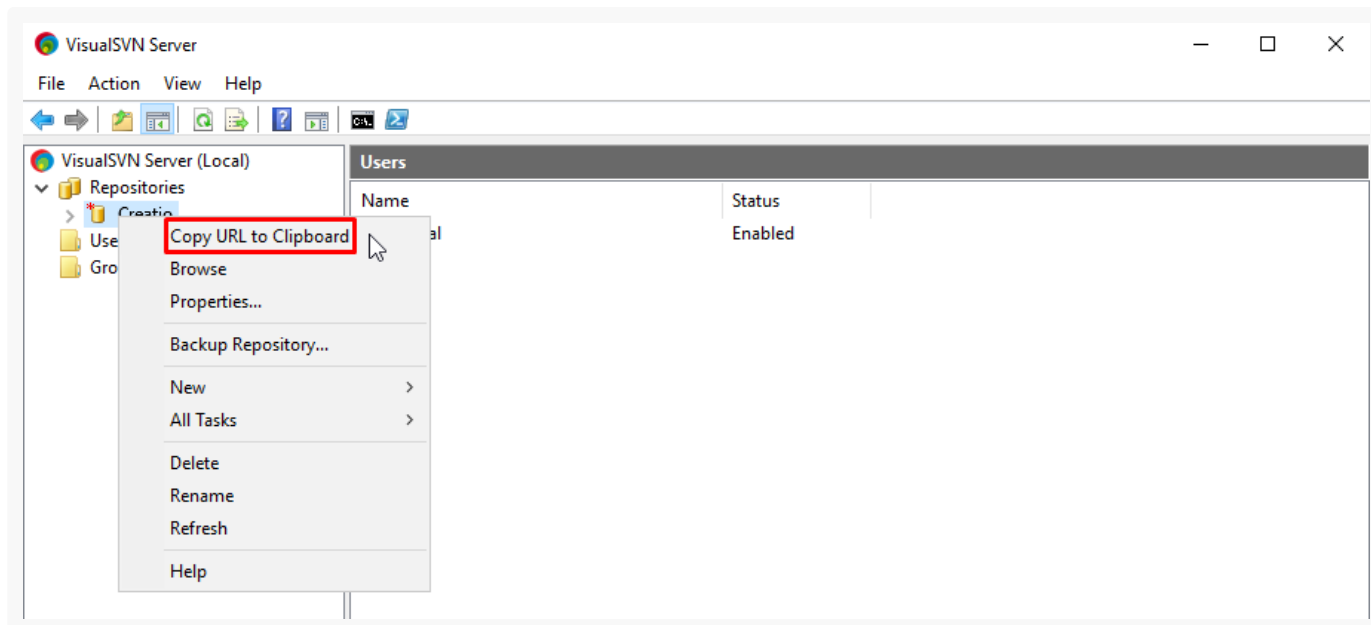 VisualSVN Server
File Action View Help
VisualSVN Server (Local)
Users
Repositories
Name Status
Creatio
Copy URL to Clipboard
Enabled
Browse
Properties...
Backup Repository...
New
All Tasks
Delete
Rename
Refresh
Help